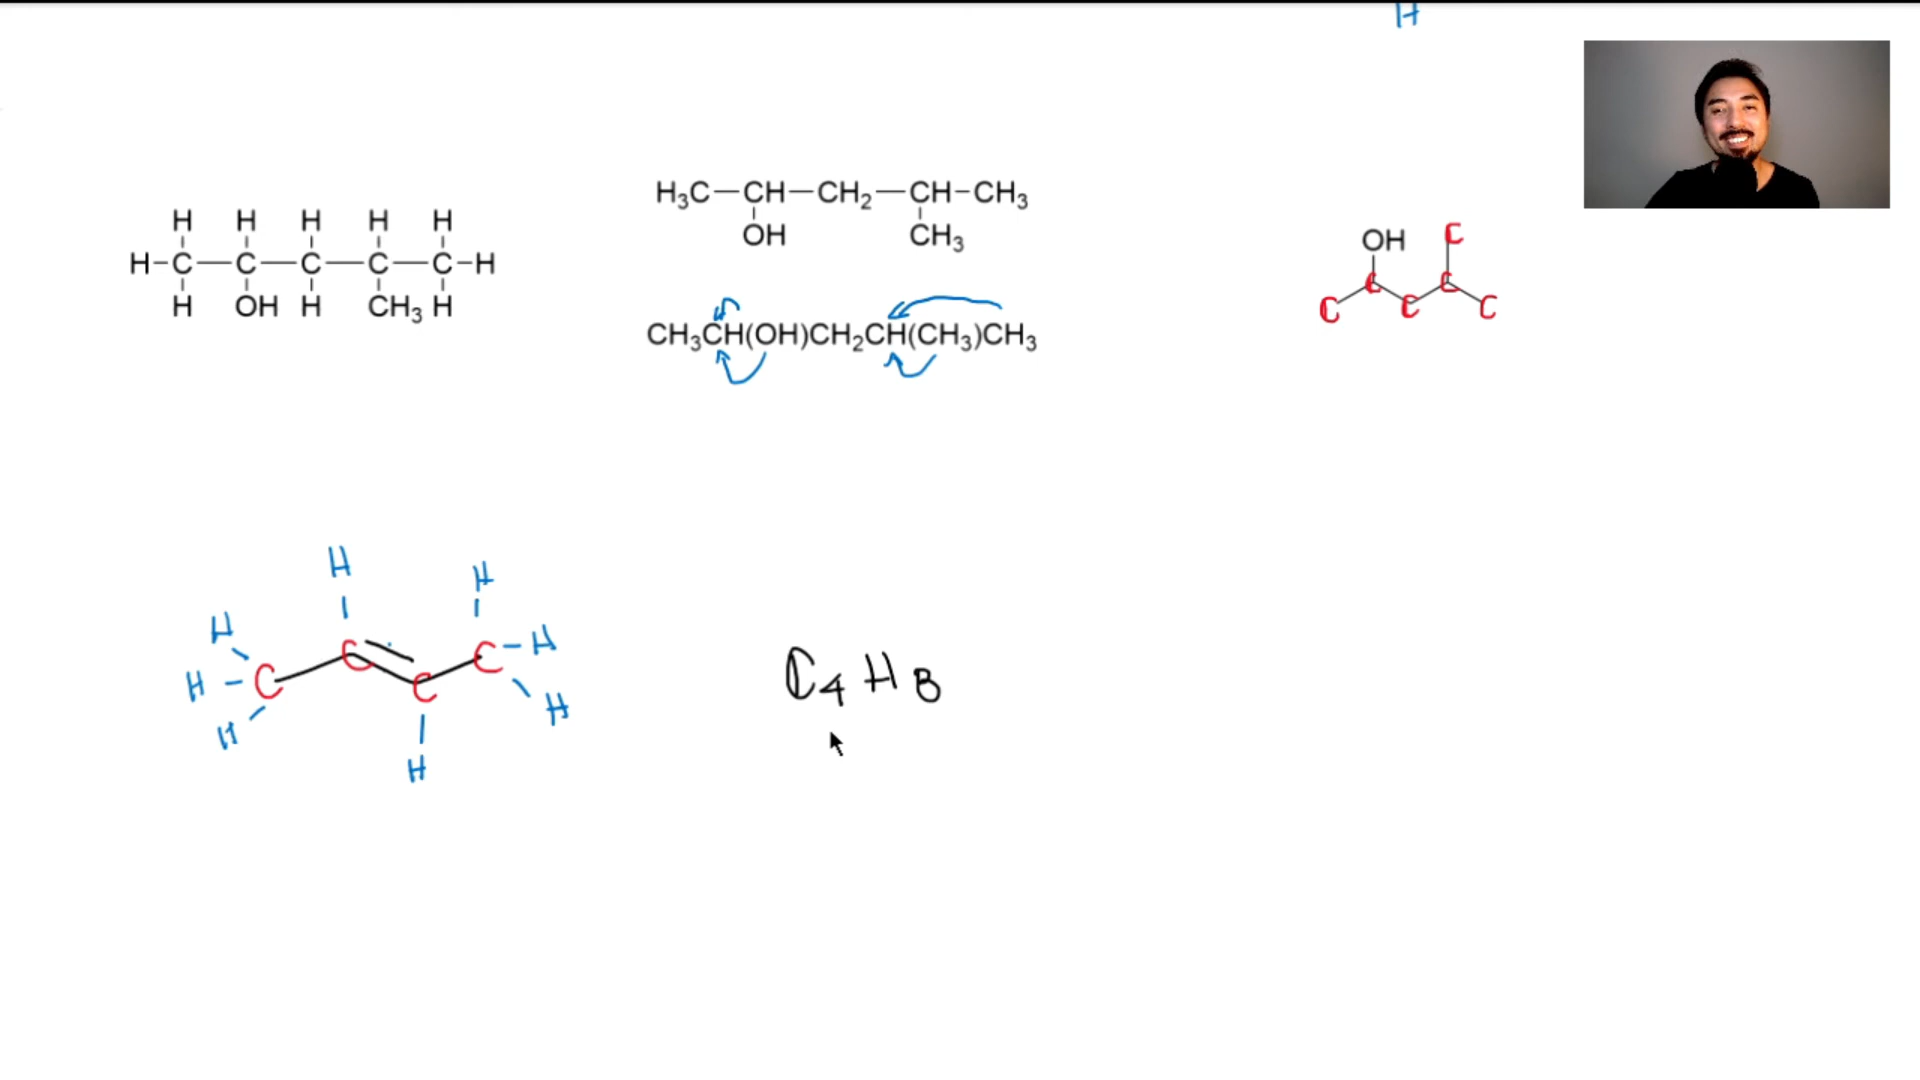 H
H H H H H
H-C-C-C-C-C-H
H OH H CH₃ H
H₃C-CH-CH₂-CH-CH₃
OH CH₃
CH₃CH(OH)CH₂CH(CH₃)CH₃
OH C
C C
C C C
H H
H C C-H
H-C C H
H H
C₄H₈